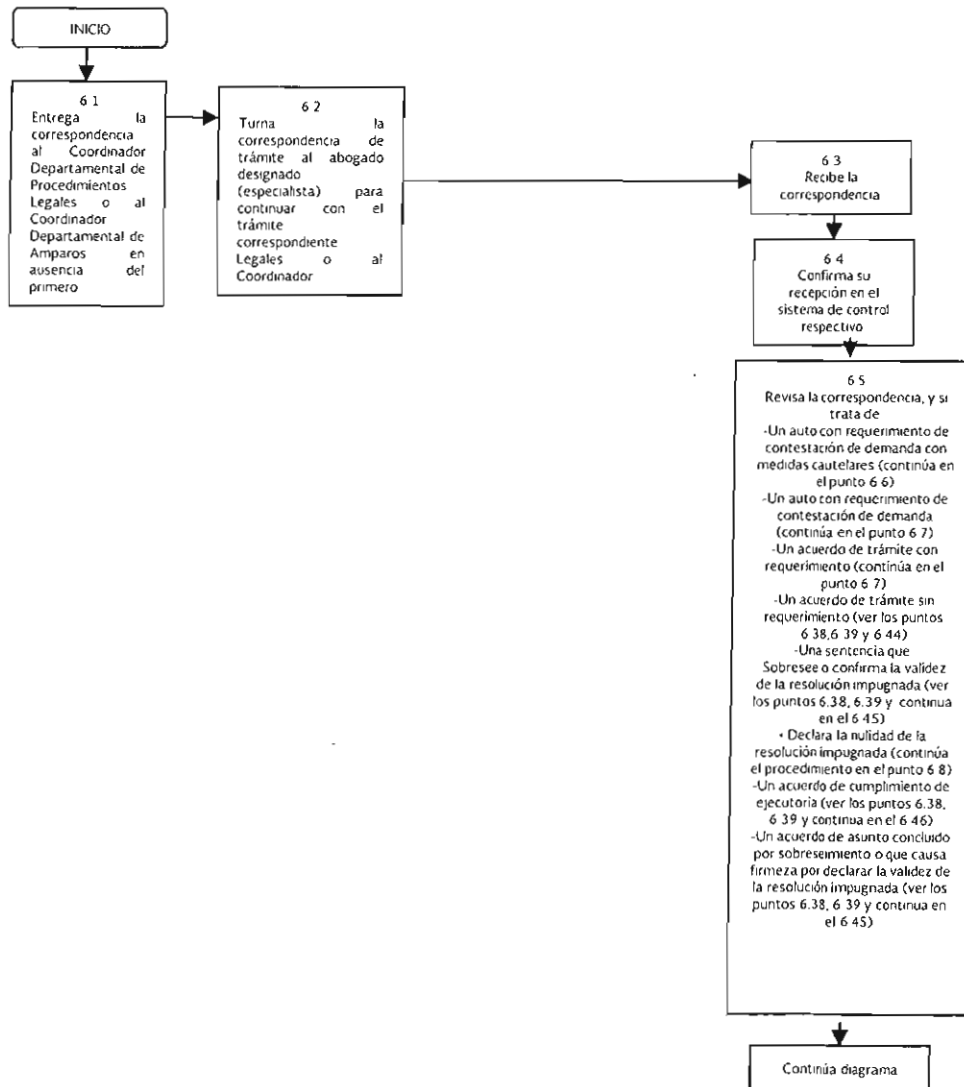 INICIO
6 1
Entrega la
correspondencia
al Coordinador
Departamental de
Procedimientos
Legales o al
Coordinador
Departamental de
Amparos en
ausencia del
primero
6 2
Turna la
correspondencia de
trámite al abogado
designado
(especialista) para
continuar con el
trámite
correspondiente
Legales o al
Coordinador
6 3
Recibe la
correspondencia
6 4
Confirma su
recepción en el
sistema de control
respectivo
6 5
Revisa la correspondencia, y si
trata de
-Un auto con requerimiento de
contestación de demanda con
medidas cautelares (continúa en
el punto 6 6)
-Un auto con requerimiento de
contestación de demanda
(continúa en el punto 6 7)
-Un acuerdo de trámite con
requerimiento (continúa en el
punto 6 7)
-Un acuerdo de trámite sin
requerimiento (ver los puntos
6 38,6 39 y 6 44)
-Una sentencia que
Sobresee o confirma la validez
de la resolución impugnada (ver
los puntos 6.38, 6.39 y continua
en el 6 45)
• Declara la nulidad de la
resolución impugnada (continúa
el procedimiento en el punto 6 8)
-Un acuerdo de cumplimiento de
ejecutoria (ver los puntos 6.38,
6 39 y continua en el 6 46)
-Un acuerdo de asunto concluido
por sobreseimiento o que causa
firmeza por declarar la validez de
la resolución impugnada (ver los
puntos 6.38, 6 39 y continua en
el 6 45)
Continúa diagrama